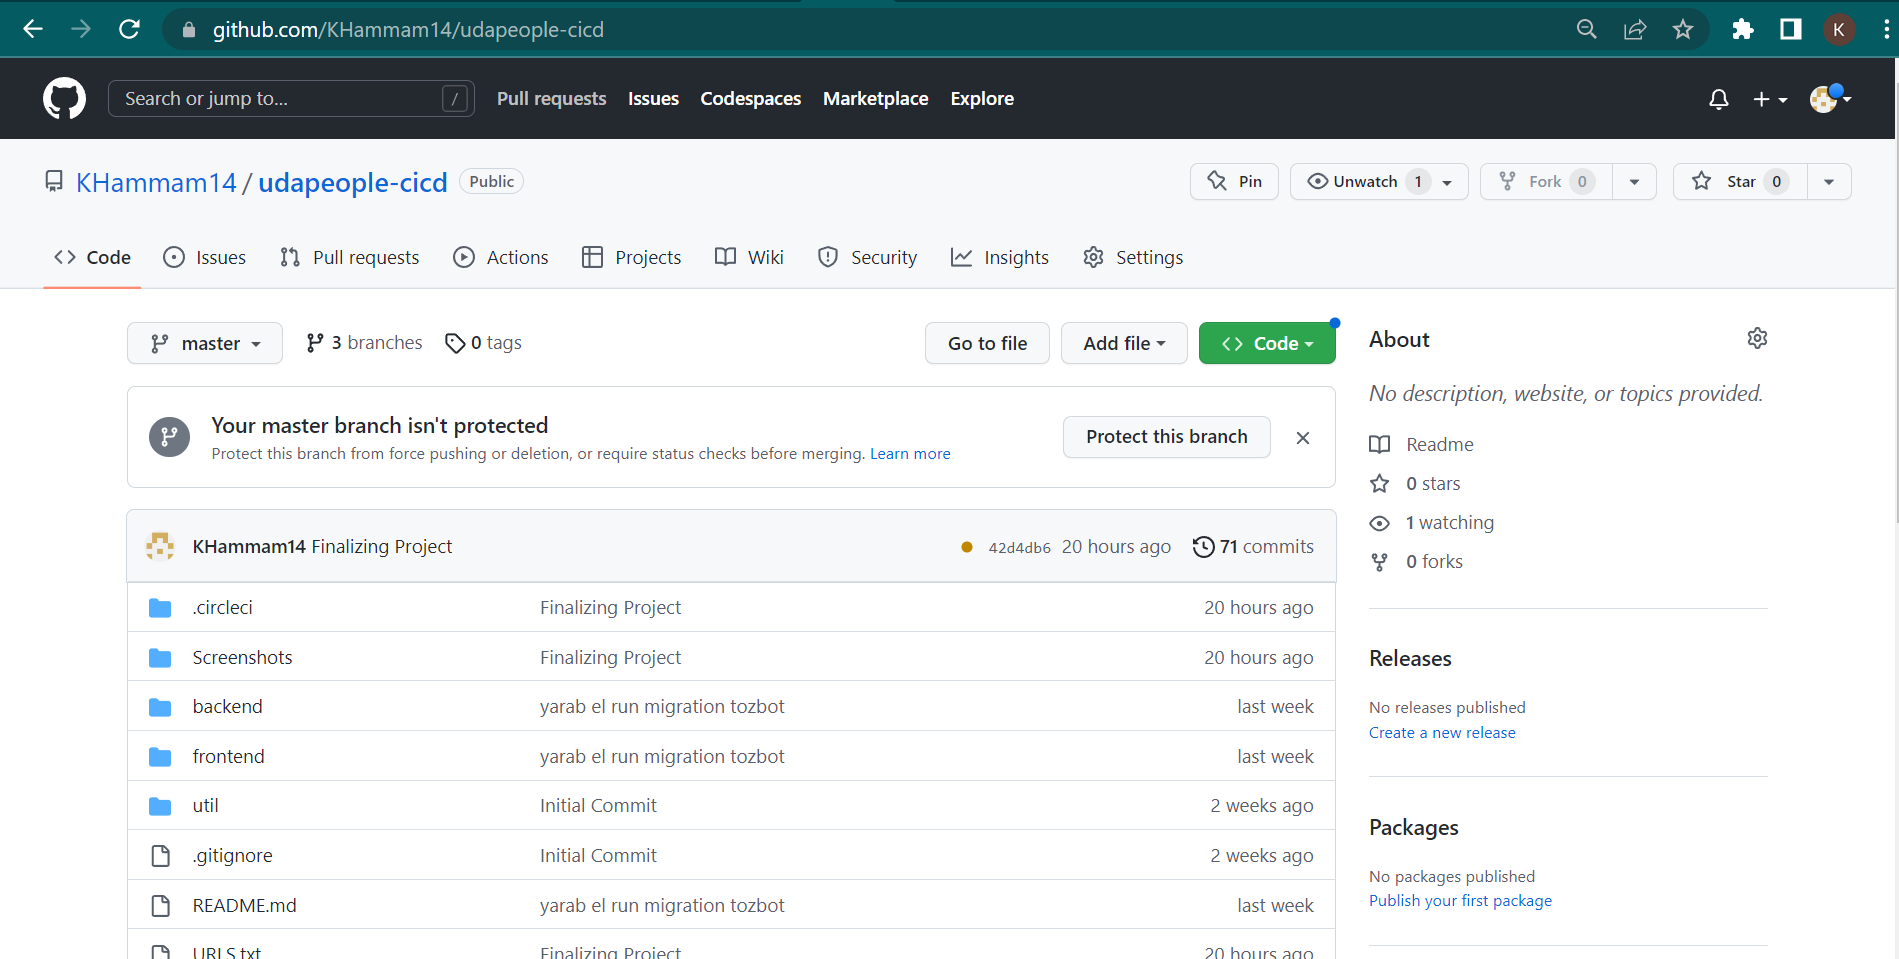 github.com/KHammam14/udapeople-cicd
K
Search or jump to... /
Pull requests Issues Codespaces Marketplace Explore
KHammam14 / udapeople-cicd Public
Pin Unwatch 1 Fork 0 Star 0
Code Issues Pull requests Actions Projects Wiki Security Insights Settings
master 3 branches 0 tags Go to file Add file Code
Your master branch isn't protected
Protect this branch from force pushing or deletion, or require status checks before merging. Learn more
Protect this branch
KHammam14 Finalizing Project 42d4db6 20 hours ago 71 commits
.circleci Finalizing Project 20 hours ago
Screenshots Finalizing Project 20 hours ago
backend yarab el run migration tozbot last week
frontend yarab el run migration tozbot last week
util Initial Commit 2 weeks ago
.gitignore Initial Commit 2 weeks ago
README.md yarab el run migration tozbot last week
URLS.txt Finalizing Project 20 hours ago
About
No description, website, or topics provided.
Readme
0 stars
1 watching
0 forks
Releases
No releases published
Create a new release
Packages
No packages published
Publish your first package